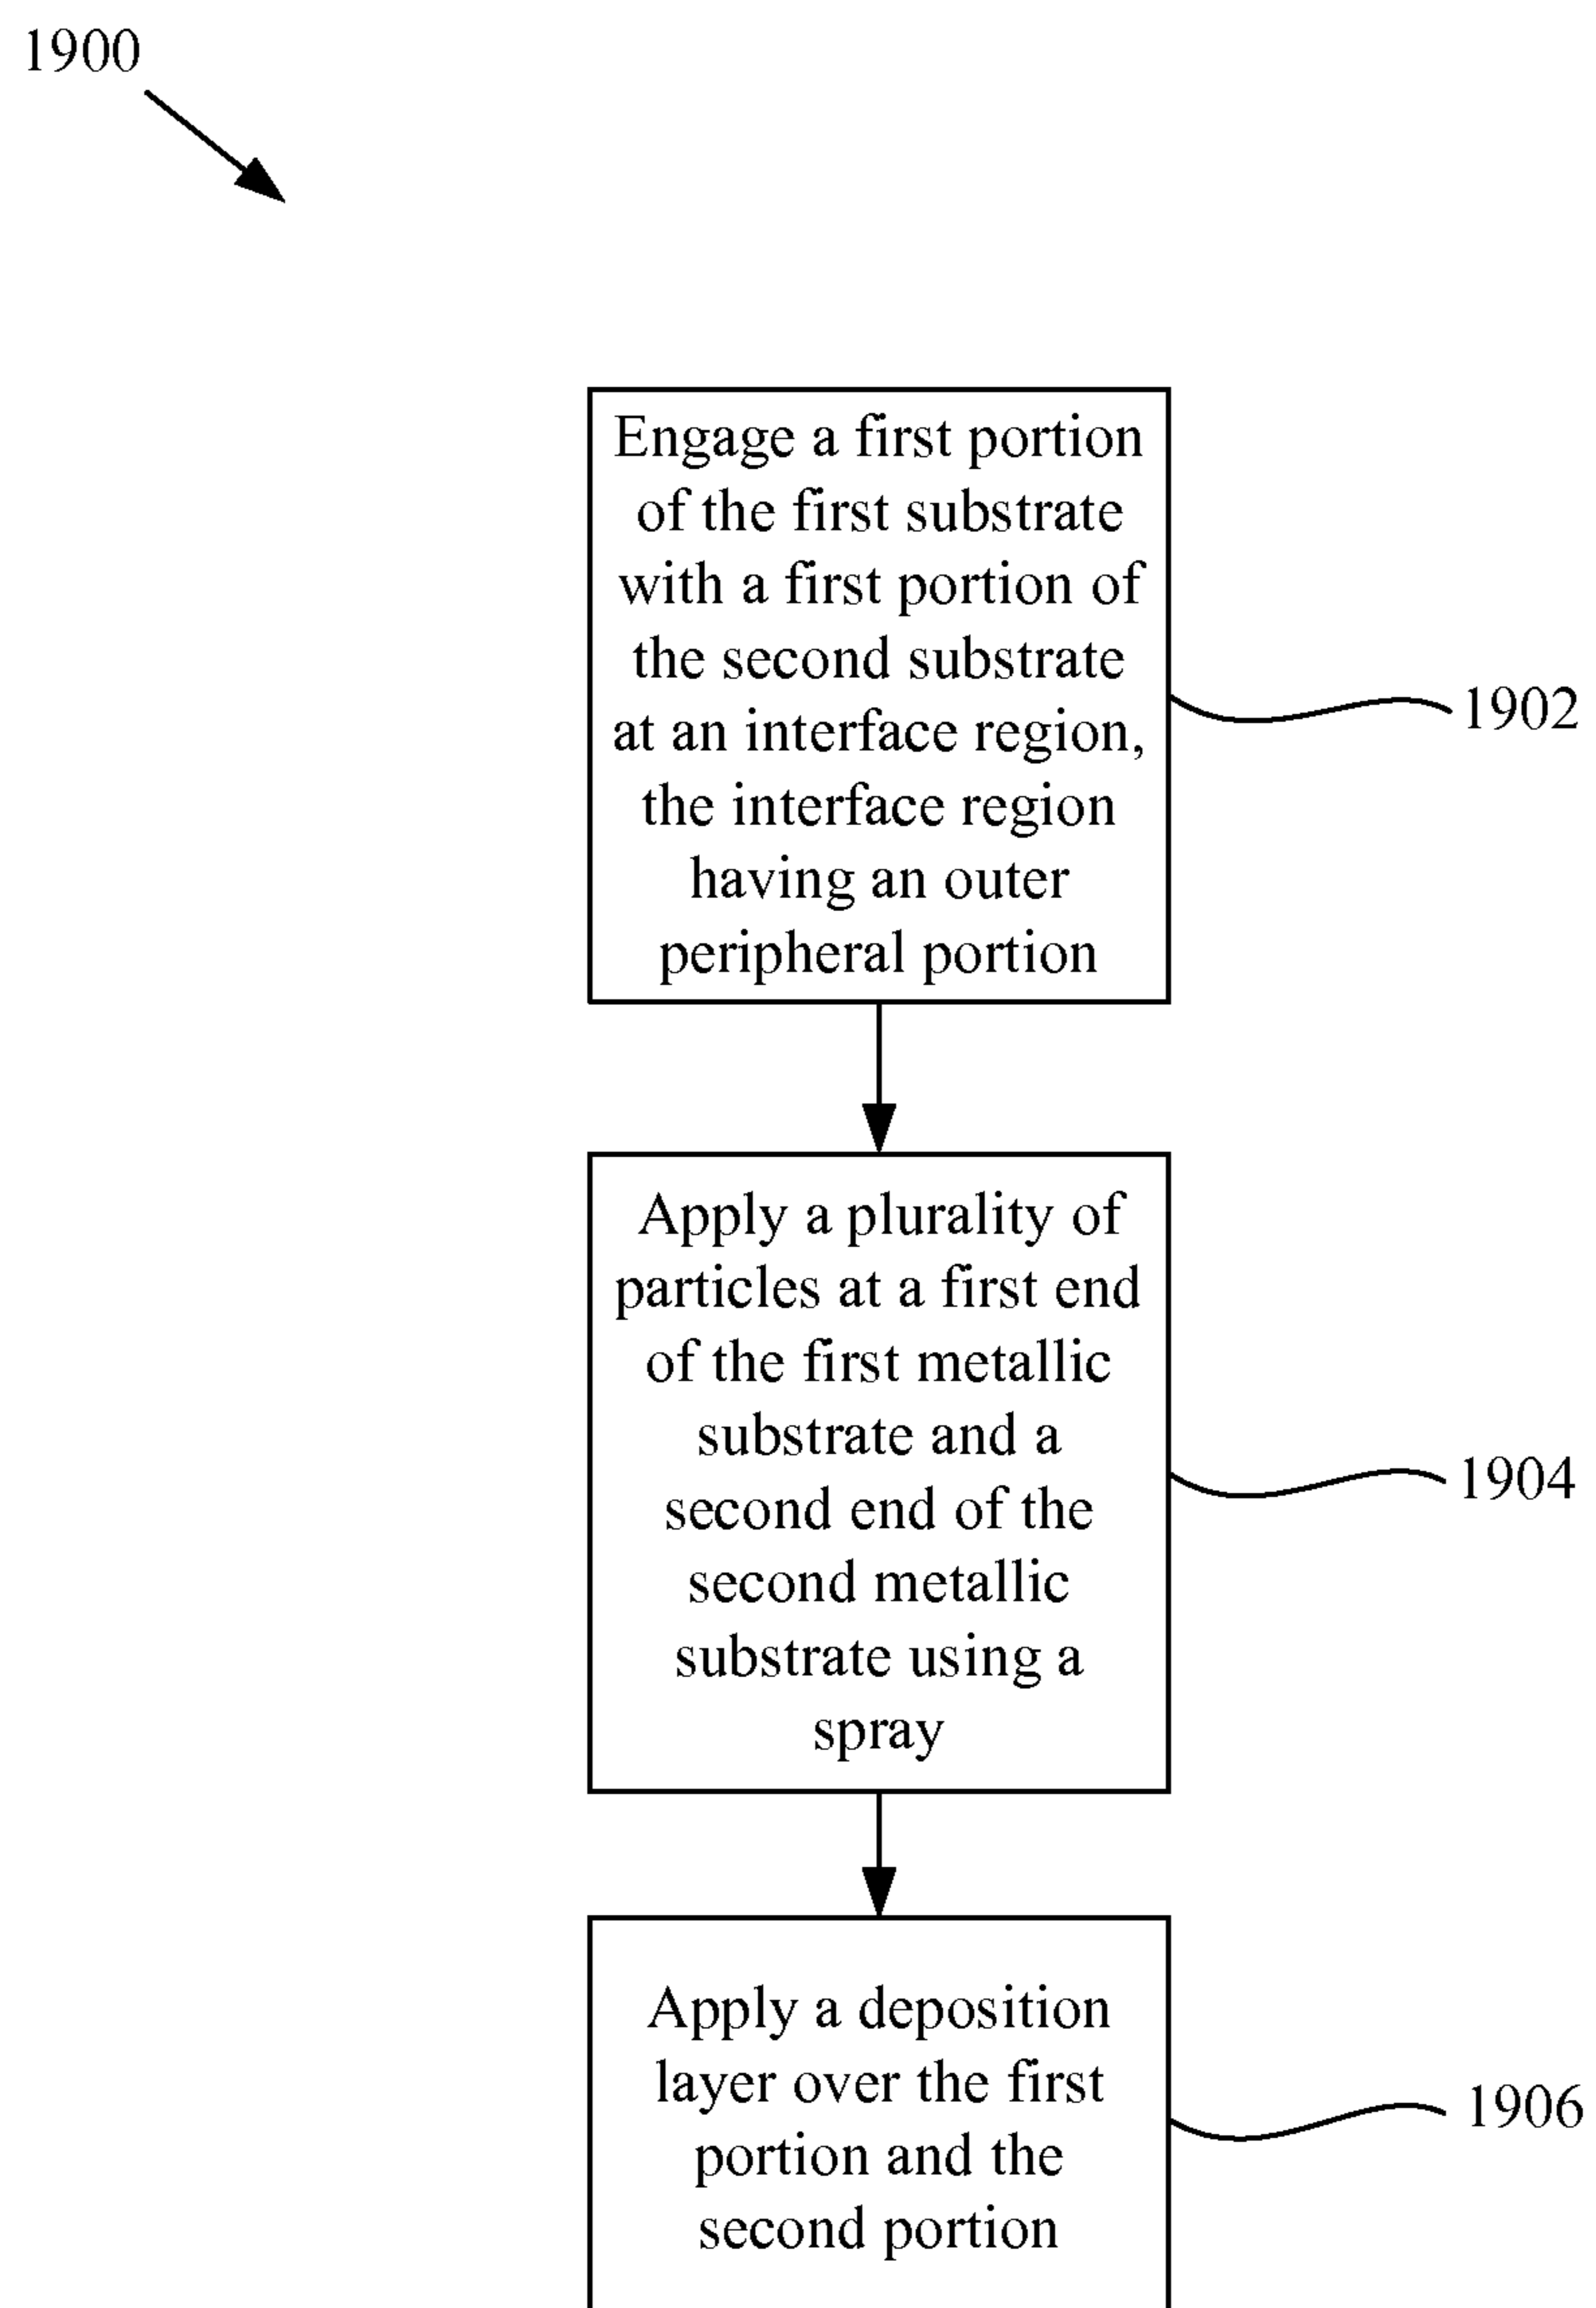 1900
Engage a first portion
of the first substrate
with a first portion of
the second substrate
at an interface region,
the interface region
having an outer
peripheral portion
1902
Apply a plurality of
particles at a first end
of the first metallic
substrate and a
second end of the
second metallic
substrate using a
spray
1904
Apply a deposition
layer over the first
portion and the
second portion
1906